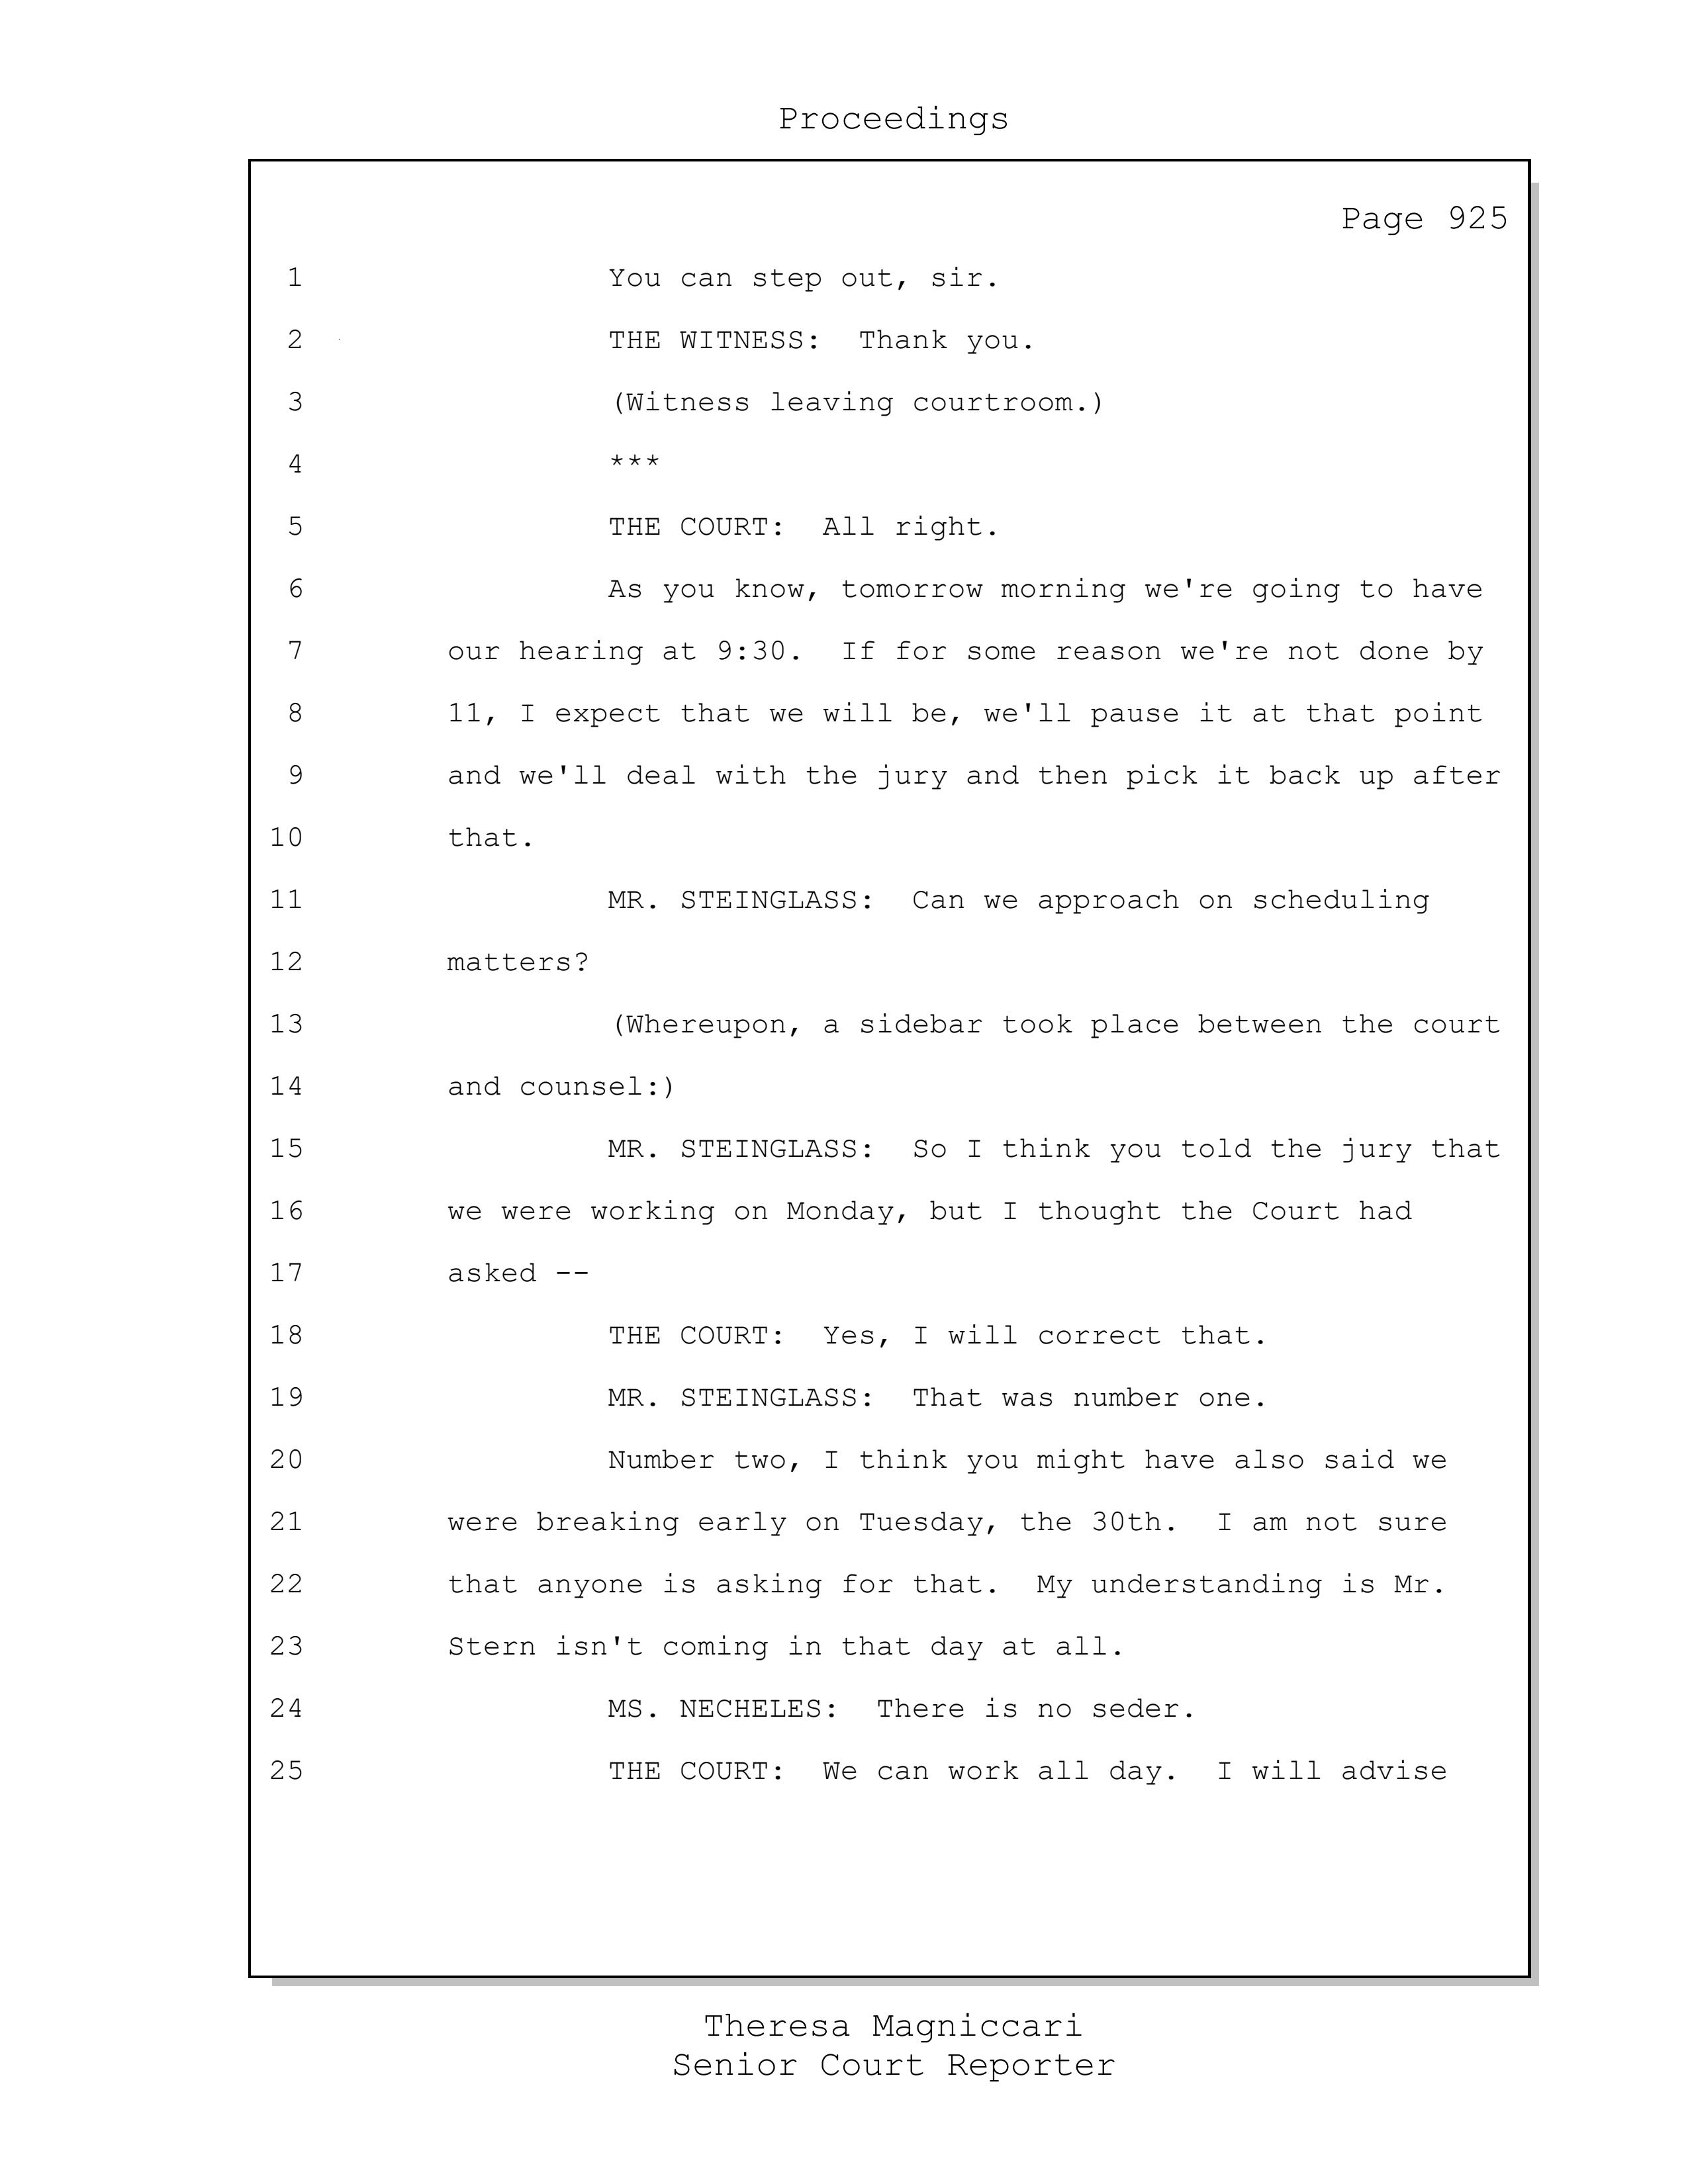 Proceedings
Page 925
1 You can step out, sir.
2 THE WITNESS: Thank you.
3 (Witness leaving courtroom.)
4 ***
5 THE COURT: All right.
6 As you know, tomorrow morning we're going to have
7 our hearing at 9:30. If for some reason we're not done by
8 11, I expect that we will be, we'll pause it at that point
9 and we'll deal with the jury and then pick it back up after
10 that.
11 MR. STEINGLASS: Can we approach on scheduling
12 matters?
13 (Whereupon, a sidebar took place between the court
14 and counsel:)
15 MR. STEINGLASS: So I think you told the jury that
16 we were working on Monday, but I thought the Court had
17 asked --
18 THE COURT: Yes, I will correct that.
19 MR. STEINGLASS: That was number one.
20 Number two, I think you might have also said we
21 were breaking early on Tuesday, the 30th. I am not sure
22 that anyone is asking for that. My understanding is Mr.
23 Stern isn't coming in that day at all.
24 MS. NECHELES: There is no seder.
25 THE COURT: We can work all day. I will advise
Theresa Magniccari
Senior Court Reporter